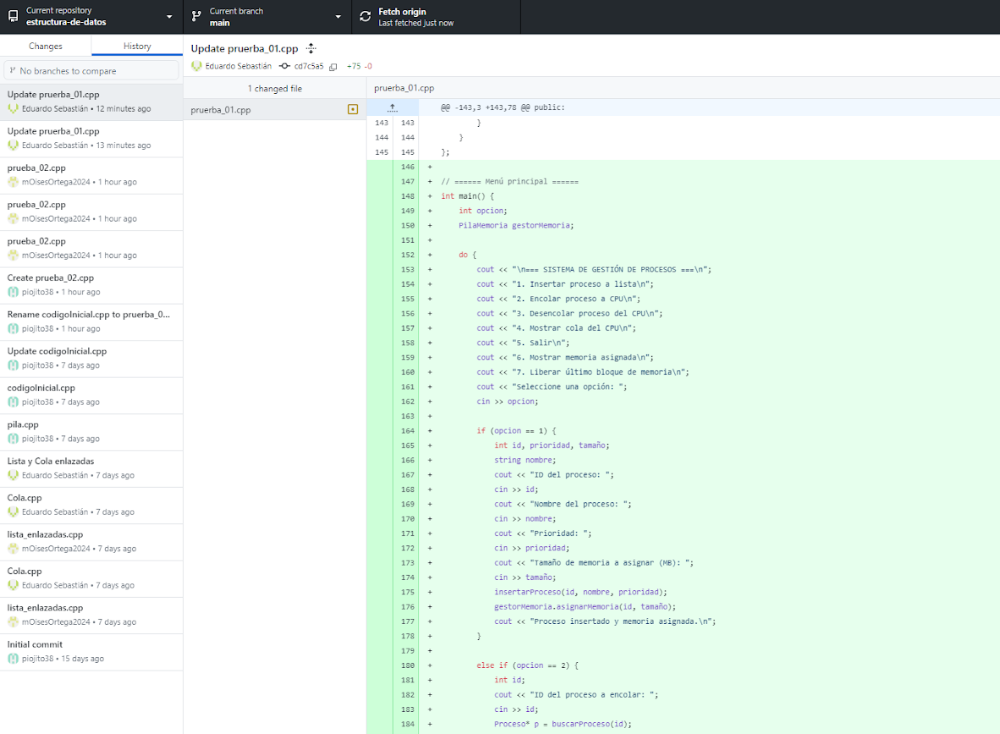 Current repository
estructura-de-datos
Current branch
main
Fetch origin
Last fetched just now
Changes
History
No branches to compare
Update pruerba_01.cpp
Eduardo Sebastián • 12 minutes ago
Update pruerba_01.cpp
Eduardo Sebastián • 13 minutes ago
prueba_02.cpp
mOisesOrtega2024 • 1 hour ago
prueba_02.cpp
mOisesOrtega2024 • 1 hour ago
prueba_02.cpp
mOisesOrtega2024 • 1 hour ago
Create prueba_02.cpp
piojito38 • 1 hour ago
Rename codigoInicial.cpp to pruerba_0...
piojito38 • 1 hour ago
Update codigoInicial.cpp
piojito38 • 7 days ago
codigoInicial.cpp
piojito38 • 7 days ago
pila.cpp
piojito38 • 7 days ago
Lista y Cola enlazadas
Eduardo Sebastián • 7 days ago
Cola.cpp
Eduardo Sebastián • 7 days ago
lista_enlazadas.cpp
mOisesOrtega2024 • 7 days ago
Cola.cpp
Eduardo Sebastián • 7 days ago
lista_enlazadas.cpp
mOisesOrtega2024 • 7 days ago
Initial commit
piojito38 • 15 days ago
Update pruerba_01.cpp
Eduardo Sebastián cd7c5a5 +75 -0
1 changed file
pruerba_01.cpp
pruerba_01.cpp
@@ -143,3 +143,78 @@ public:
143 143 }
144 144 }
145 145 };
146 +
147 + // ====== Menú principal ======
148 + int main() {
149 + int opcion;
150 + PilaMemoria gestorMemoria;
151 +
152 + do {
153 + cout << "\n=== SISTEMA DE GESTIÓN DE PROCESOS ===\n";
154 + cout << "1. Insertar proceso a lista\n";
155 + cout << "2. Encolar proceso a CPU\n";
156 + cout << "3. Desencolar proceso del CPU\n";
157 + cout << "4. Mostrar cola del CPU\n";
158 + cout << "5. Salir\n";
159 + cout << "6. Mostrar memoria asignada\n";
160 + cout << "7. Liberar último bloque de memoria\n";
161 + cout << "Seleccione una opción: ";
162 + cin >> opcion;
163 +
164 + if (opcion == 1) {
165 + int id, prioridad, tamaño;
166 + string nombre;
167 + cout << "ID del proceso: ";
168 + cin >> id;
169 + cout << "Nombre del proceso: ";
170 + cin >> nombre;
171 + cout << "Prioridad: ";
172 + cin >> prioridad;
173 + cout << "Tamaño de memoria a asignar (MB): ";
174 + cin >> tamaño;
175 + insertarProceso(id, nombre, prioridad);
176 + gestorMemoria.asignarMemoria(id, tamaño);
177 + cout << "Proceso insertado y memoria asignada.\n";
178 + }
179 +
180 + else if (opcion == 2) {
181 + int id;
182 + cout << "ID del proceso a encolar: ";
183 + cin >> id;
184 + Proceso* p = buscarProceso(id);